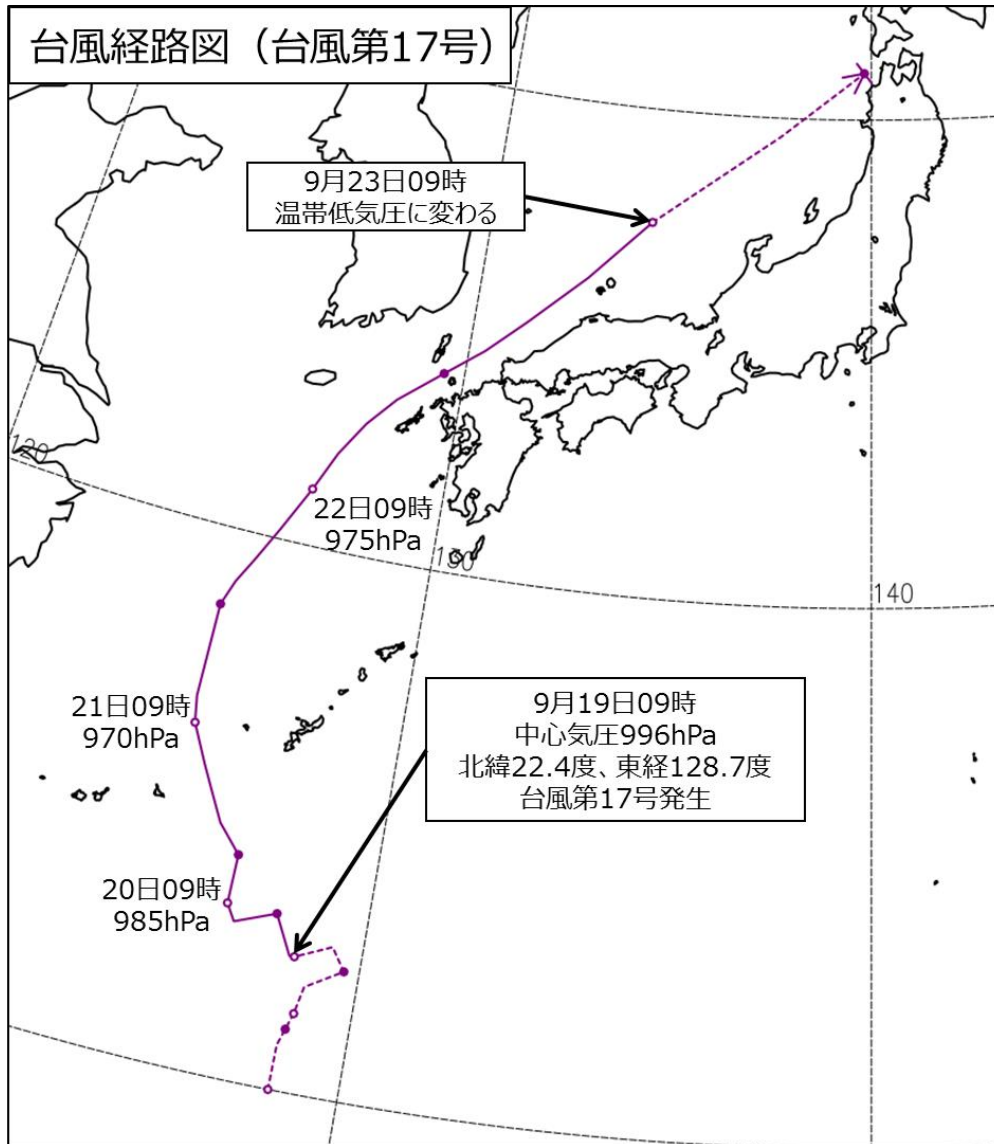 台風経路図（台風第17号）
9月23日09時
温帯低気圧に変わる
120
22日09時
975hPa
130
140
21日09時
970hPa
9月19日09時
中心気圧996hPa
北緯22.4度、東経128.7度
台風第17号発生
20日09時
985hPa